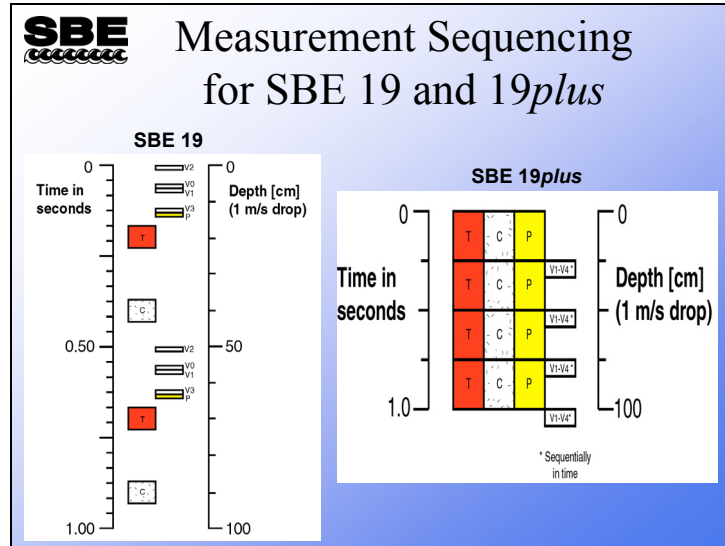 SBE
Measurement Sequencing
for SBE 19 and 19plus
SBE 19
0
Time in
seconds
0.50
1.00
V2
V0
V1
V3
P
T
C
V2
V0
V1
V3
P
T
C
0
Depth [cm]
(1 m/s drop)
50
100
SBE 19plus
0
Time in
seconds
1.0
T C P
V1-V4 *
T C P
V1-V4 *
T C P
V1-V4 *
T C P
V1-V4*
0
Depth [cm]
(1 m/s drop)
100
* Sequentially
in time